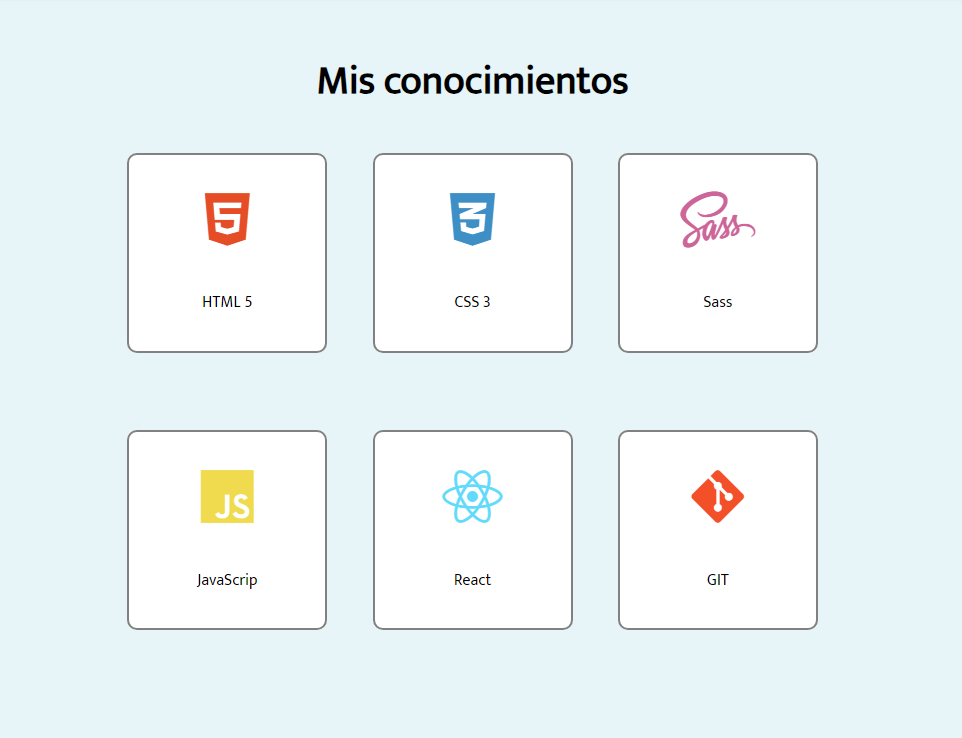 Mis conocimientos
5
3
Sass
HTML 5
CSS 3
Sass
JS
JavaScrip
React
GIT